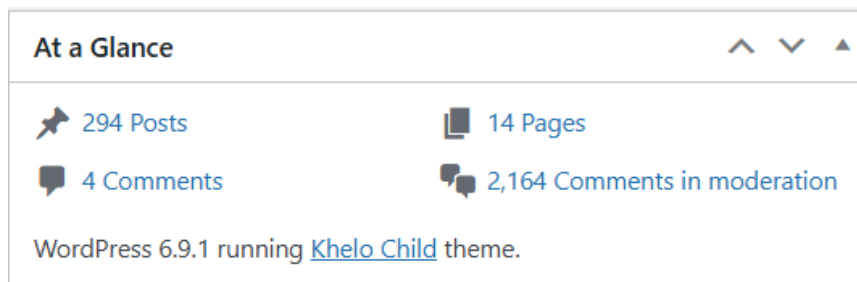 At a Glance
294 Posts
14 Pages
4 Comments
2,164 Comments in moderation
WordPress 6.9.1 running Khelo Child theme.